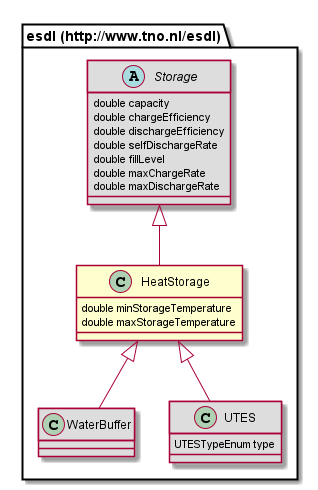 esdl (http://www.tno.nl/esdl)
A Storage
double capacity
double chargeEfficiency
double dischargeEfficiency
double selfDischargeRate
double fillLevel
double maxChargeRate
double maxDischargeRate
C HeatStorage
double minStorageTemperature
double maxStorageTemperature
C WaterBuffer
C UTES
UTESTypeEnum type